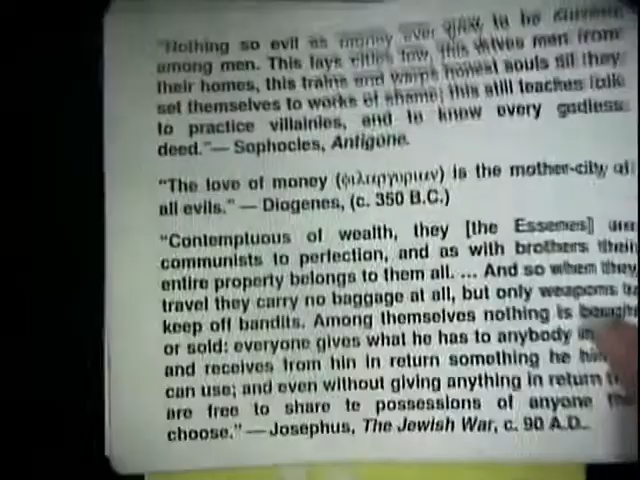 "Nothing so evil as money ever grew to be current
among men. This lays cities low, this drives men from
their homes, this trains and warps honest souls til they
set themselves to works of shame; this still teaches folk
to practice villainies, and to know every godless
deed."— Sophocles, Antigone.
"The love of money (φιλαργυριαν) is the mother-city of
all evils." — Diogenes, (c. 350 B.C.)
"Contemptuous of wealth, they [the Essenes] are
communists to perfection, and as with brothers their
entire property belongs to them all. ... And so when they
travel they carry no baggage at all, but only weapons to
keep off bandits. Among themselves nothing is bought
or sold: everyone gives what he has to anybody in
and receives from him in return something he him
can use; and even without giving anything in return
are free to share te possessions of anyone
choose." — Josephus, The Jewish War, c. 90 A.D.